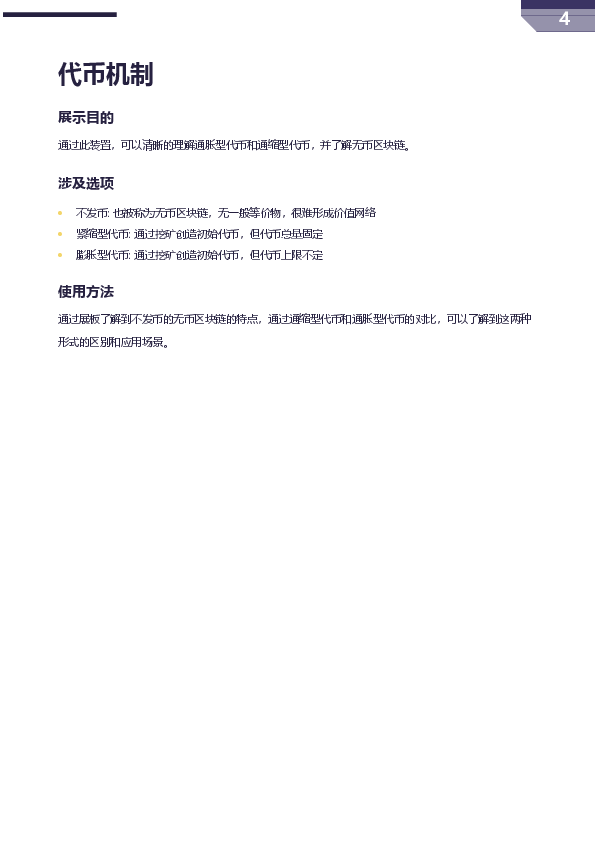 4
代币机制
展示目的
通过此装置，可以清晰的理解通胀型代币和通缩型代币，并了解无币区块链。
涉及选项
• 不发币: 也被称为无币区块链，无一般等价物，很难形成价值网络
• 紧缩型代币: 通过挖矿创造初始代币，但代币总量固定
• 膨胀型代币: 通过挖矿创造初始代币，但代币上限不定
使用方法
通过展板了解到不发币的无币区块链的特点，通过通缩型代币和通胀型代币的对比，可以了解到这两种
形式的区别和应用场景。